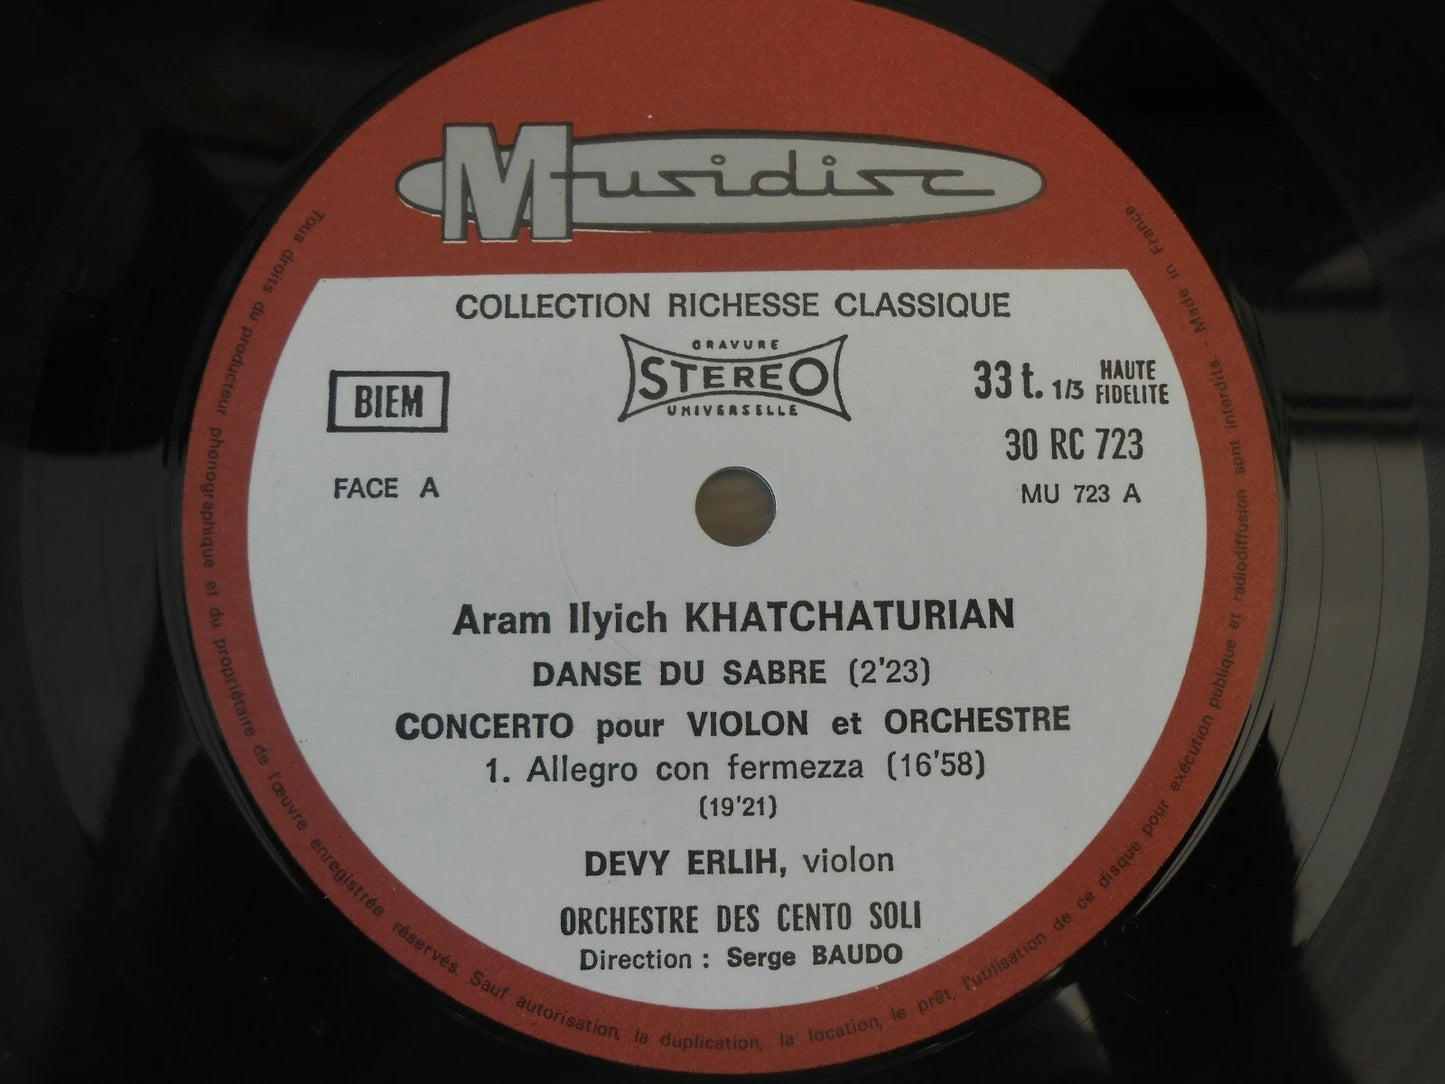 Musidisc
COLLECTION RICHESSE CLASSIQUE
GRAVURE
STEREO
UNIVERSELLE
BIEM
33 t. 1/3 HAUTE
FIDELITE
30 RC 723
FACE A
MU 723 A
Aram Ilyich KHATCHATURIAN
DANSE DU SABRE (2'23)
CONCERTO pour VIOLON et ORCHESTRE
1. Allegro con fermezza (16'58)
(19'21)
DEVY ERLIH, violon
ORCHESTRE DES CENTO SOLI
Direction : Serge BAUDO
Tous droits du producteur phonographique et du propriétaire de l'œuvre enregistrée réservés. Sauf autorisation, la duplication, la location, le prêt, l'utilisation de ce disque pour exécution publique et radiodiffusion sont interdits. - Made in France.